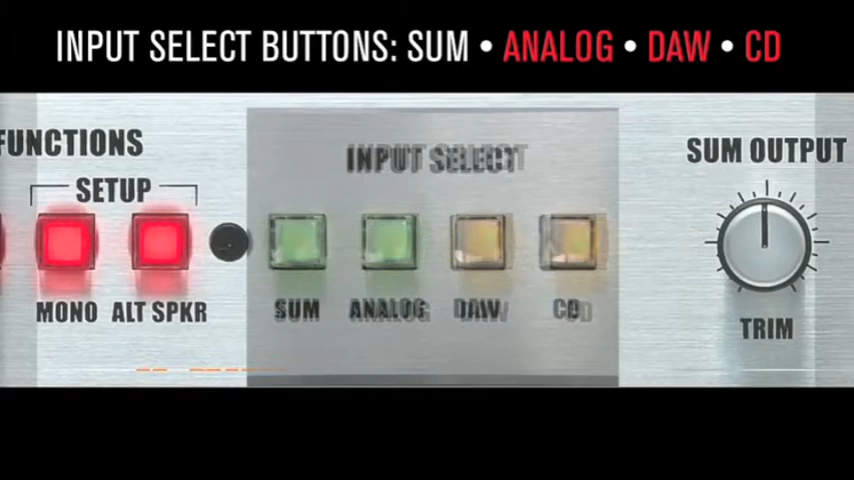 INPUT SELECT BUTTONS: SUM • ANALOG • DAW • CD
FUNCTIONS
INPUT SELECT
SUM OUTPUT
SETUP
MONO ALT SPKR
SUM ANALOG DAW CD
TRIM